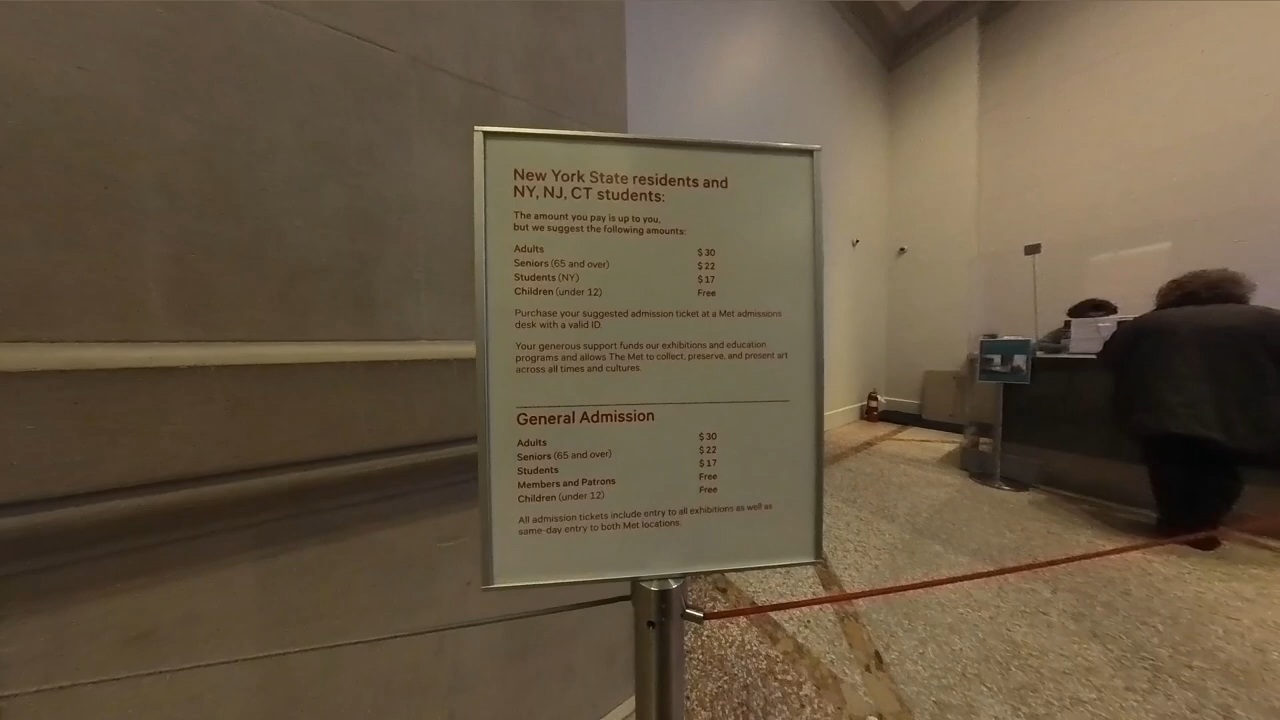 New York State residents and
NY, NJ, CT students:
The amount you pay is up to you,
but we suggest the following amounts:
Adults $30
Seniors (65 and over) $22
Students (NY) $17
Children (under 12) Free
Purchase your suggested admission ticket at a Met admissions
desk with a valid ID.
Your generous support funds our exhibitions and education
programs and allows The Met to collect, preserve, and present art
across all times and cultures.
General Admission
Adults $30
Seniors (65 and over) $22
Students $17
Members and Patrons Free
Children (under 12) Free
All admission tickets include entry to all exhibitions as well as
same-day entry to both Met locations.